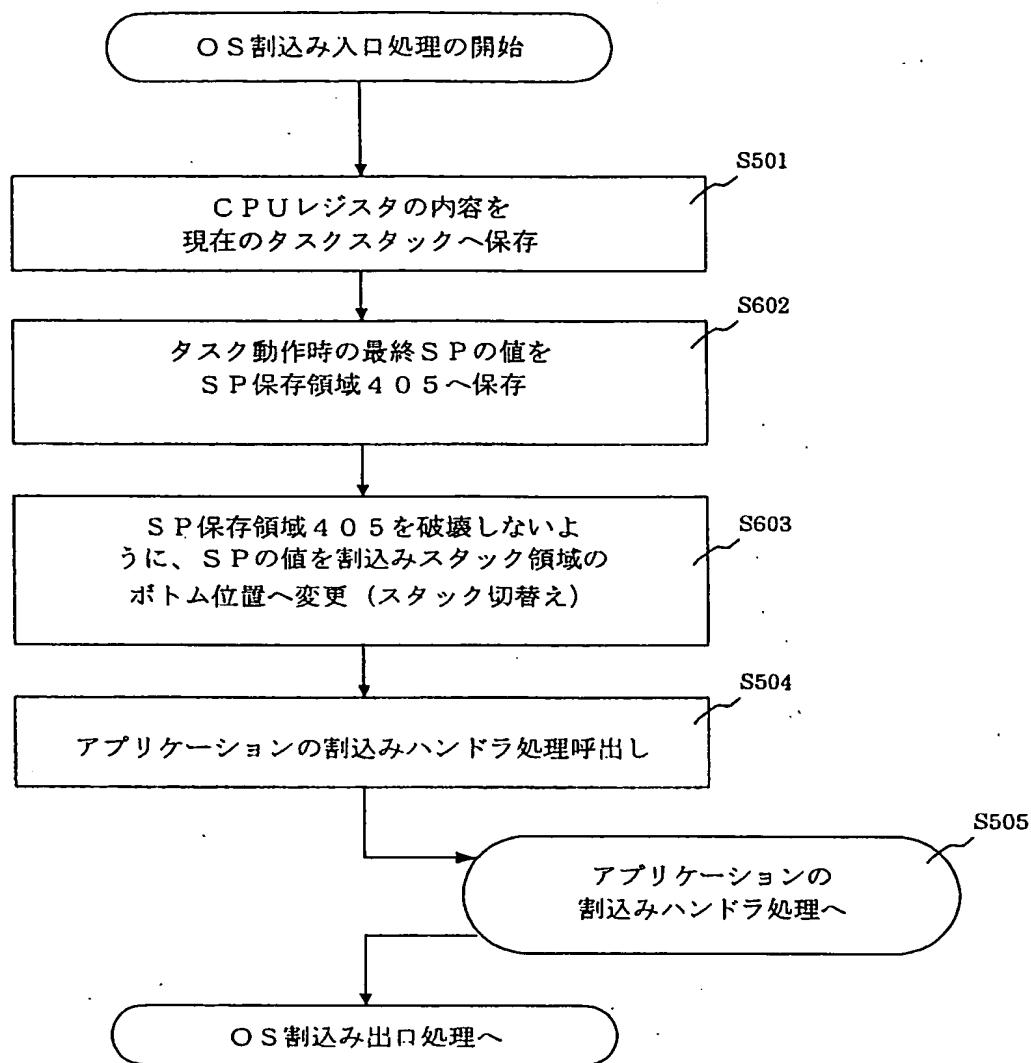 OS割込み入口処理の開始
S501
CPUレジスタの内容を
現在のタスクスタックへ保存
S602
タスク動作時の最終SPの値を
SP保存領域405へ保存
S603
SP保存領域405を破壊しないよ
うに、SPの値を割込みスタック領域の
ボトム位置へ変更（スタック切替え）
S504
アプリケーションの割込みハンドラ処理呼出し
S505
アプリケーションの
割込みハンドラ処理へ
OS割込み出口処理へ